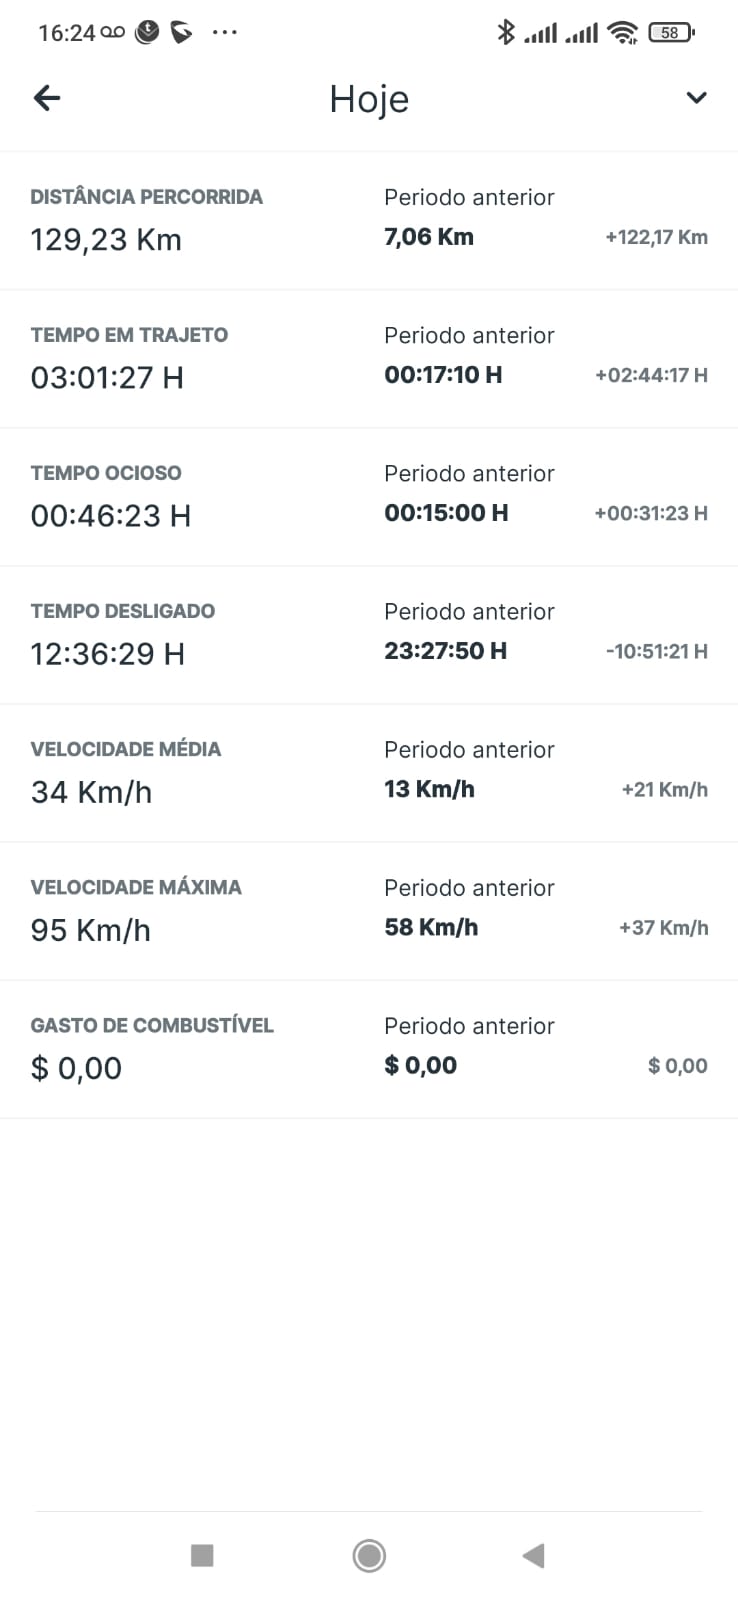 16:24
58
Hoje
DISTÂNCIA PERCORRIDA Periodo anterior
129,23 Km 7,06 Km +122,17 Km
TEMPO EM TRAJETO Periodo anterior
03:01:27 H 00:17:10 H +02:44:17 H
TEMPO OCIOSO Periodo anterior
00:46:23 H 00:15:00 H +00:31:23 H
TEMPO DESLIGADO Periodo anterior
12:36:29 H 23:27:50 H -10:51:21 H
VELOCIDADE MÉDIA Periodo anterior
34 Km/h 13 Km/h +21 Km/h
VELOCIDADE MÁXIMA Periodo anterior
95 Km/h 58 Km/h +37 Km/h
GASTO DE COMBUSTÍVEL Periodo anterior
$ 0,00 $ 0,00 $ 0,00